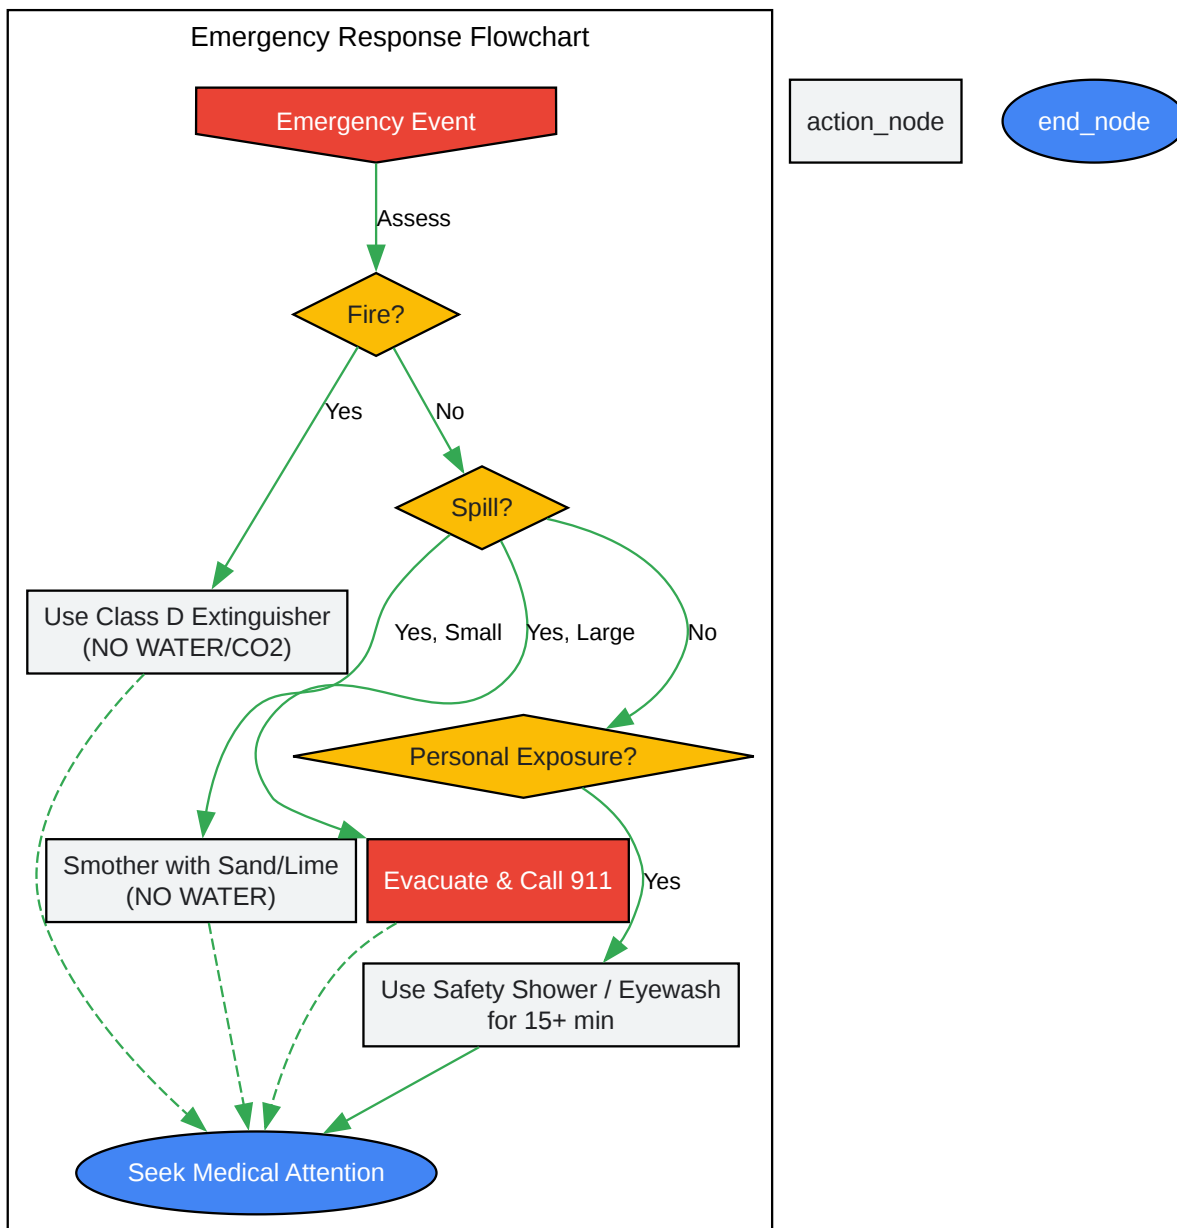 Emergency Response Flowchart
Emergency Event
action_node
end_node
Assess
Fire?
Yes
No
Spill?
Use Class D Extinguisher
(NO WATER/CO2)
Yes, Small
Yes, Large
No
Personal Exposure?
Smother with Sand/Lime
(NO WATER)
Evacuate & Call 911
Yes
Use Safety Shower / Eyewash
for 15+ min
Seek Medical Attention